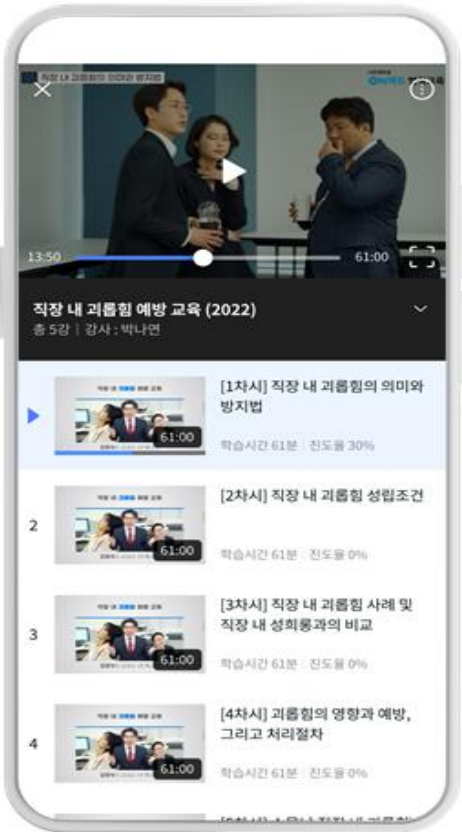 직장 내 괴롭힘의 의미와 방지법
13:50
61:00
직장 내 괴롭힘 예방 교육 (2022)
총 5강 | 강사 : 박나연
[1차시] 직장 내 괴롭힘의 의미와
방지법
61:00
학습시간 61분 | 진도율 30%
2
[2차시] 직장 내 괴롭힘 성립조건
61:00
학습시간 61분 | 진도율 0%
3
[3차시] 직장 내 괴롭힘 사례 및
직장 내 성희롱과의 비교
61:00
학습시간 61분 | 진도율 0%
4
[4차시] 괴롭힘의 영향과 예방,
그리고 처리절차
61:00
학습시간 61분 | 진도율 0%